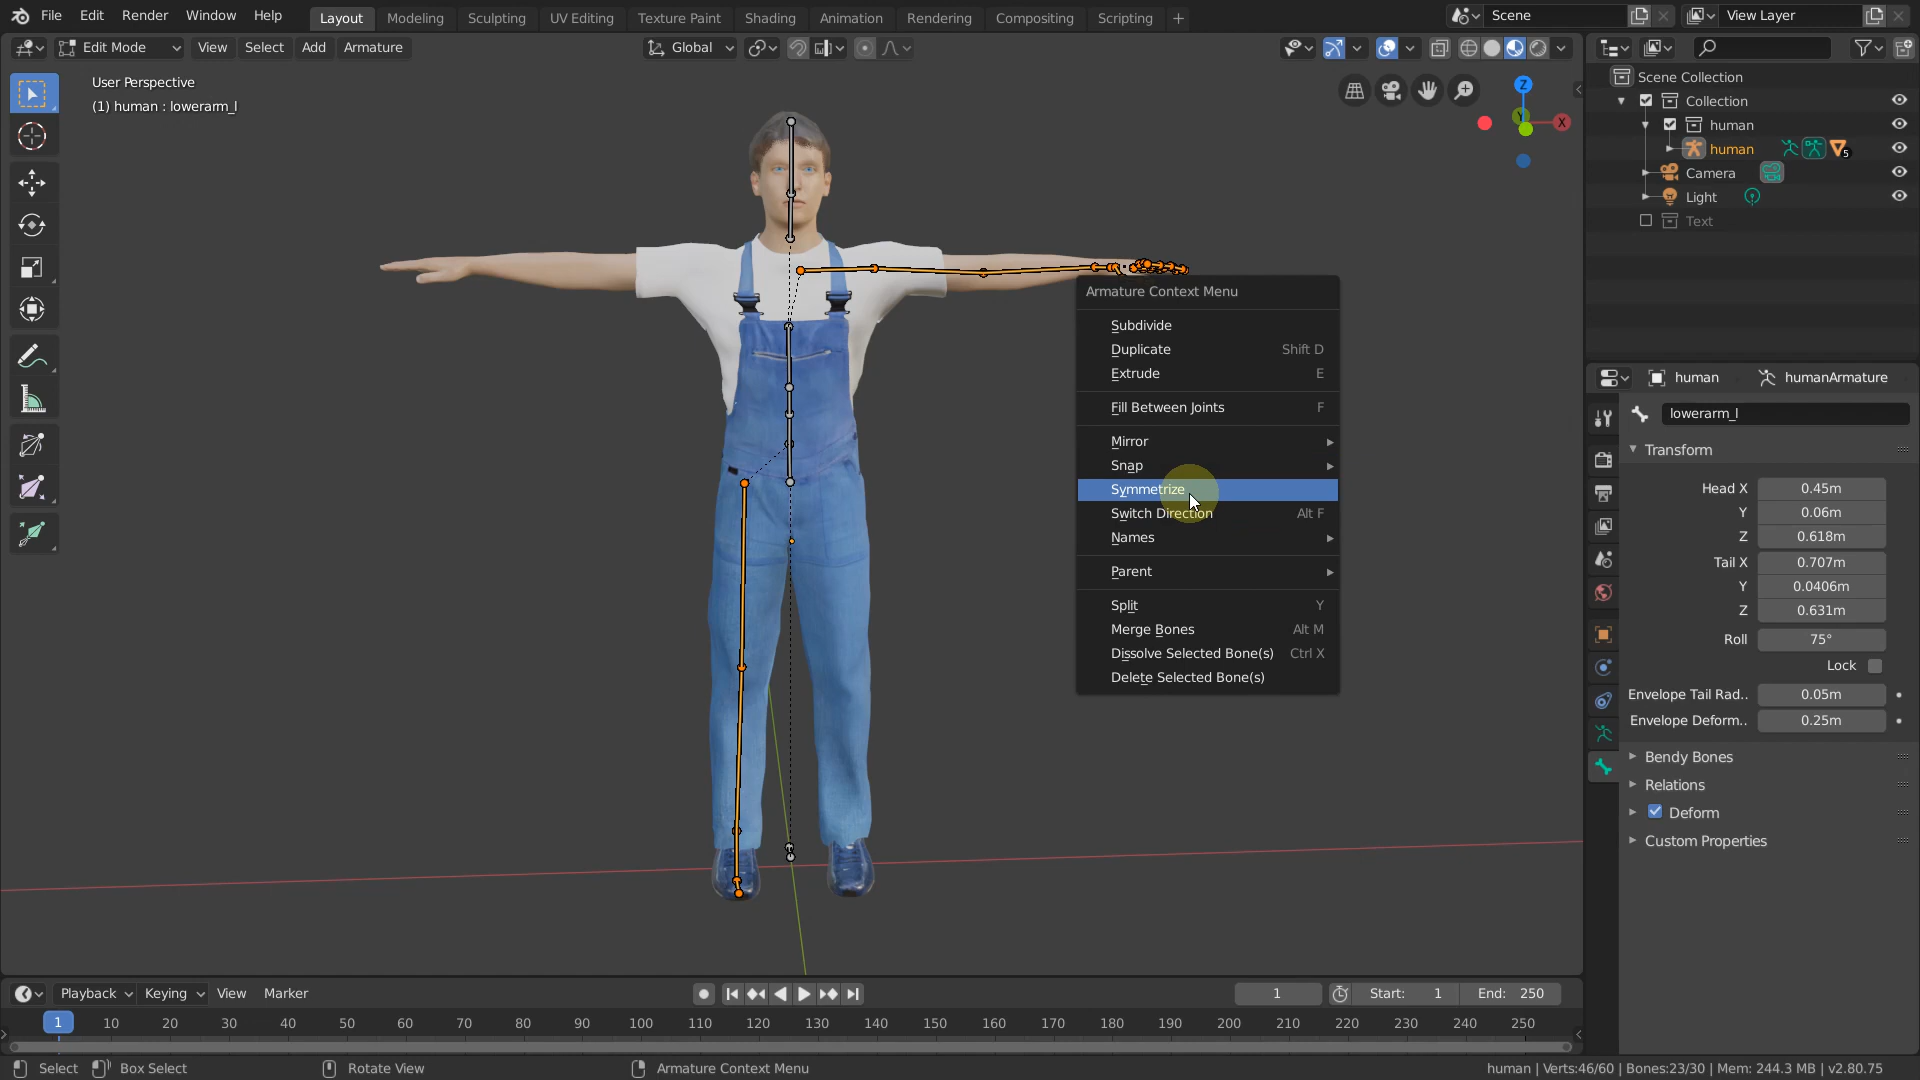 File Edit Render Window Help
Layout Modeling Sculpting UV Editing Texture Paint Shading Animation Rendering Compositing Scripting +
Scene
View Layer
Edit Mode View Select Add Armature
Global
User Perspective
(1) human : lowerarm_l
Z
Y
X
Scene Collection
Collection
human
human
5
Camera
Light
Text
Armature Context Menu
Subdivide
Duplicate Shift D
Extrude E
Fill Between Joints F
Mirror
Snap
Symmetrize
Switch Direction Alt F
Names
Parent
Split Y
Merge Bones Alt M
Dissolve Selected Bone(s) Ctrl X
Delete Selected Bone(s)
human humanArmature
lowerarm_l
Transform
Head X 0.45m
Y 0.06m
Z 0.618m
Tail X 0.707m
Y 0.0406m
Z 0.631m
Roll 75°
Lock
Envelope Tail Rad.. 0.05m
Envelope Deform.. 0.25m
Bendy Bones
Relations
Deform
Custom Properties
Playback Keying View Marker
1
Start: 1
End: 250
1 10 20 30 40 50 60 70 80 90 100 110 120 130 140 150 160 170 180 190 200 210 220 230 240 250
Select Box Select Rotate View Armature Context Menu
human | Verts:46/60 | Bones:23/30 | Mem: 244.3 MB | v2.80.75